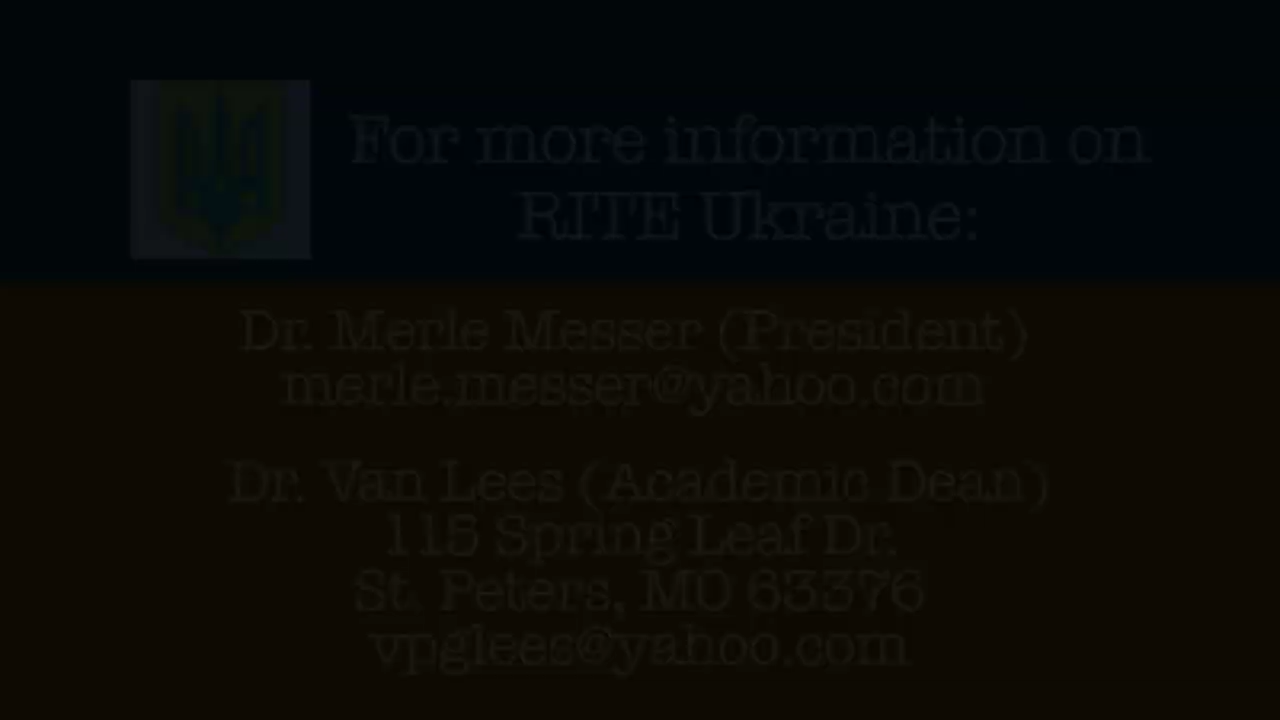 For more information on
RITE Ukraine:
Dr. Merle Messer (President)
merle.messer@yahoo.com
Dr. Van Lees (Academic Dean)
115 Spring Leaf Dr.
St. Peters, MO 63376
vpglees@yahoo.com